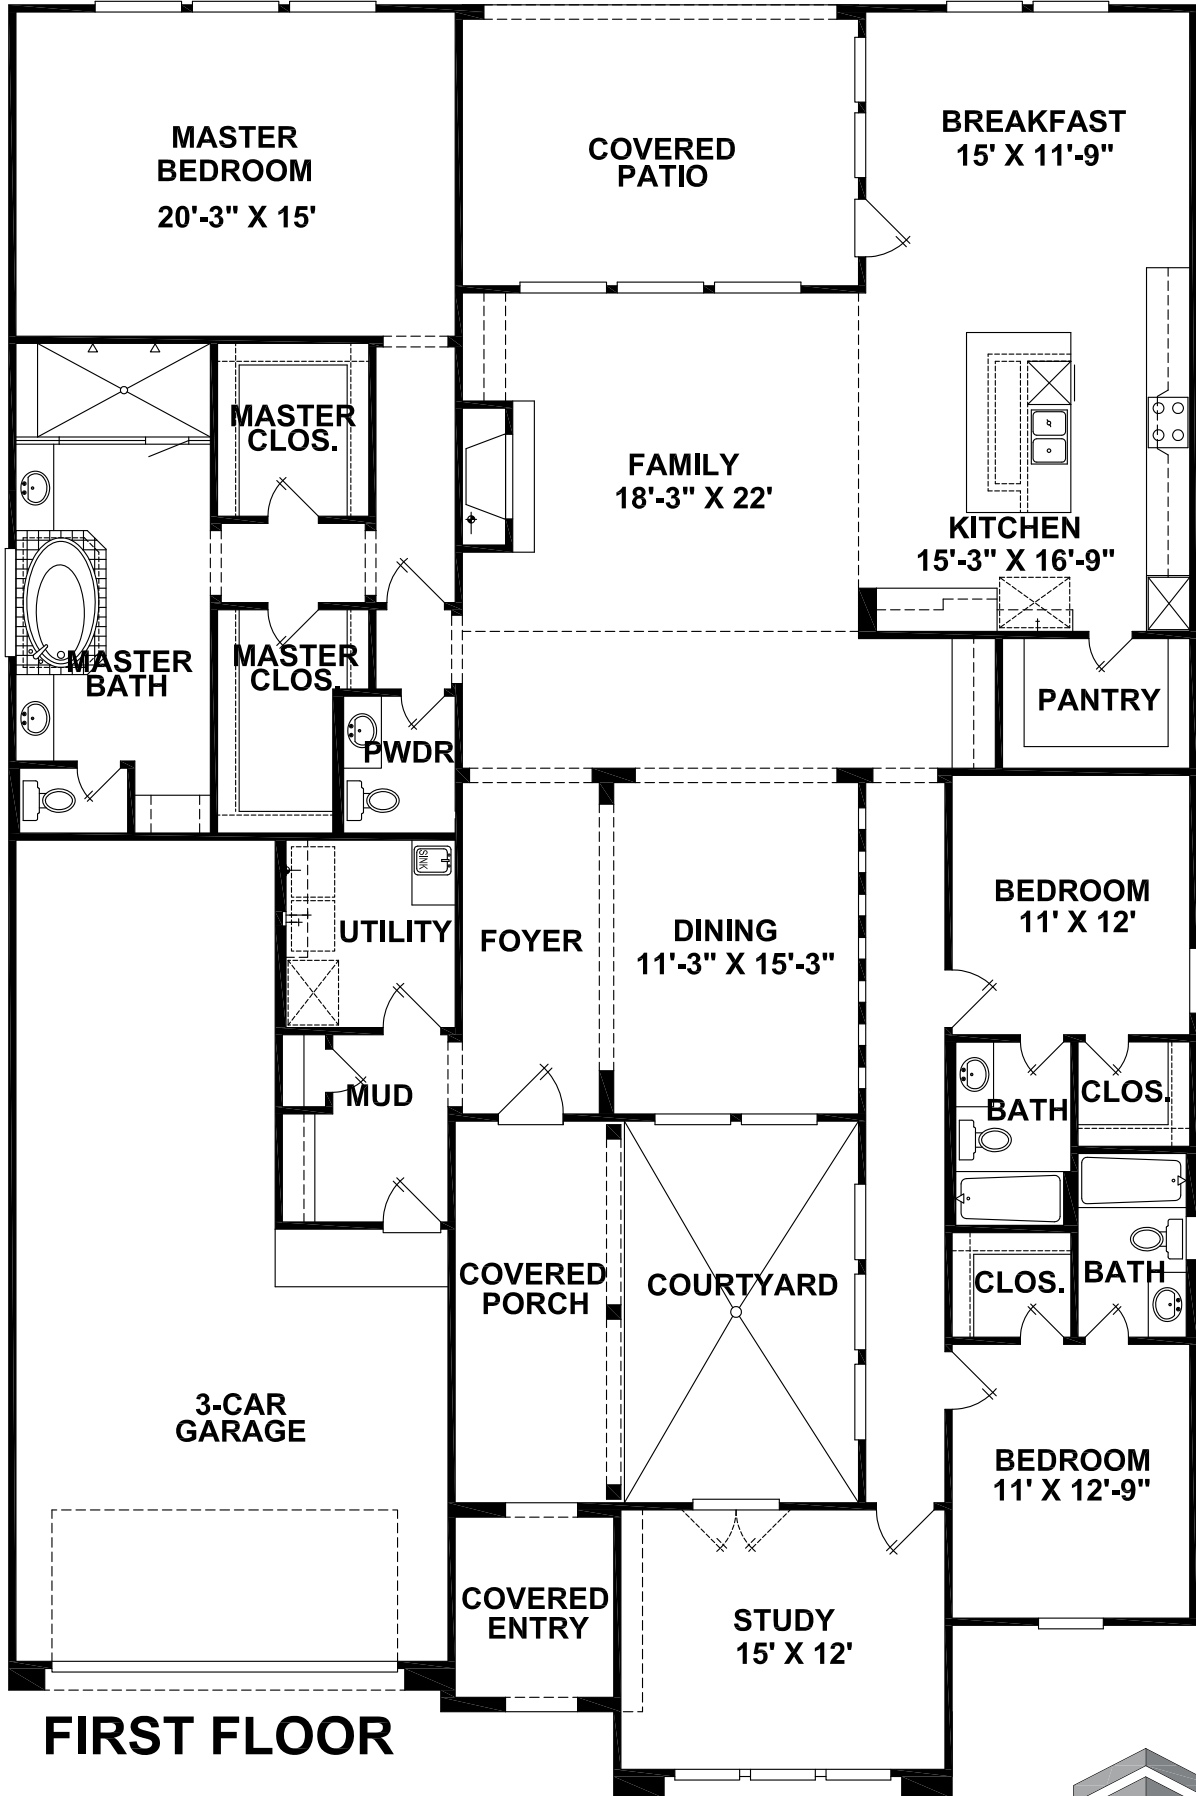 MASTER
BEDROOM
20'-3" X 15'
COVERED
PATIO
BREAKFAST
15' X 11'-9"
MASTER
CLOS.
FAMILY
18'-3" X 22'
KITCHEN
15'-3" X 16'-9"
MASTER
BATH
MASTER
CLOS.
PWDR
PANTRY
SINK
UTILITY
FOYER
DINING
11'-3" X 15'-3"
BEDROOM
11' X 12'
MUD
BATH
CLOS.
COVERED
PORCH
COURTYARD
CLOS.
BATH
3-CAR
GARAGE
BEDROOM
11' X 12'-9"
COVERED
ENTRY
STUDY
15' X 12'
FIRST FLOOR